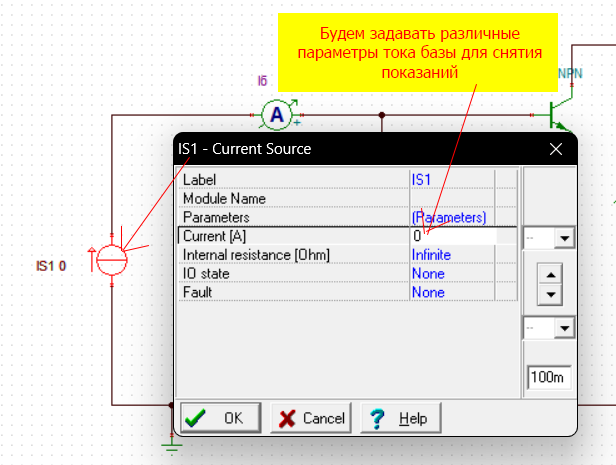 Будем задавать различные
параметры тока базы для снятия
показаний
NPN
Iб
A
+
IS1 - Current Source
Label IS1
Module Name
Parameters (Parameters)
Current [A] 0
Internal resistance [Ohm] Infinite
IO state None
Fault None
--
--
100m
IS1 0
OK Cancel ? Help